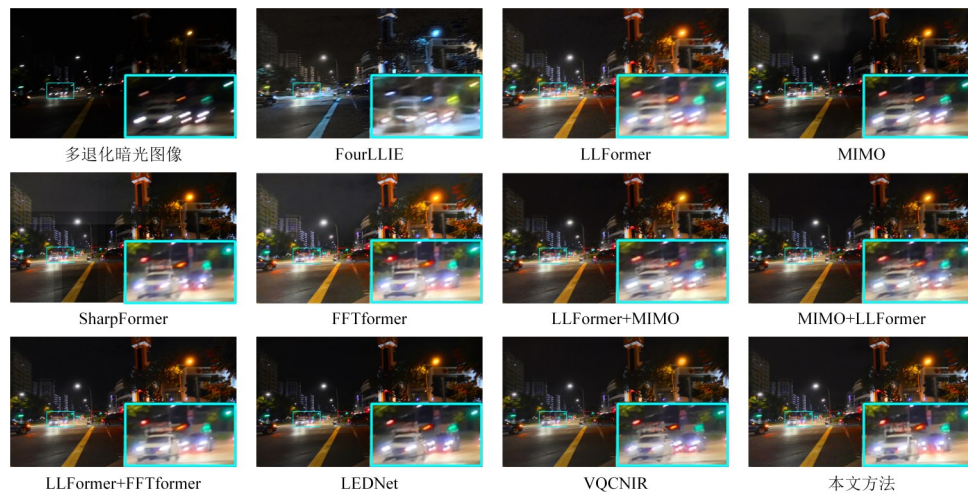 多退化暗光图像
FourLLIE
LLFormer
MIMO
SharpFormer
FFTformer
LLFormer+MIMO
MIMO+LLFormer
LLFormer+FFTformer
LEDNet
VQCNIR
本文方法